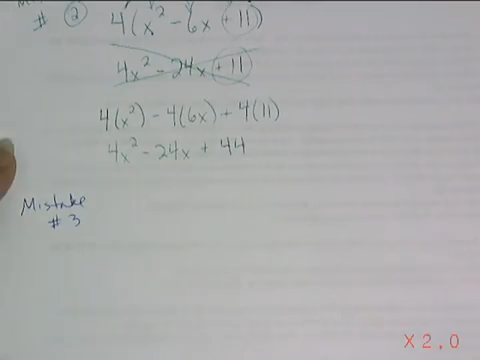 # ② 4(x² - 6x + 11)
4x² - 24x + 11
4(x²) - 4(6x) + 4(11)
4x² - 24x + 44
Mistake
# 3
X2.0